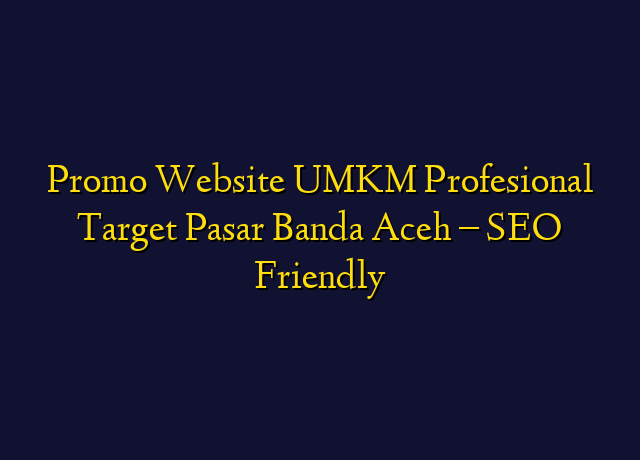 Promo Website UMKM Profesional
Target Pasar Banda Aceh – SEO
Friendly